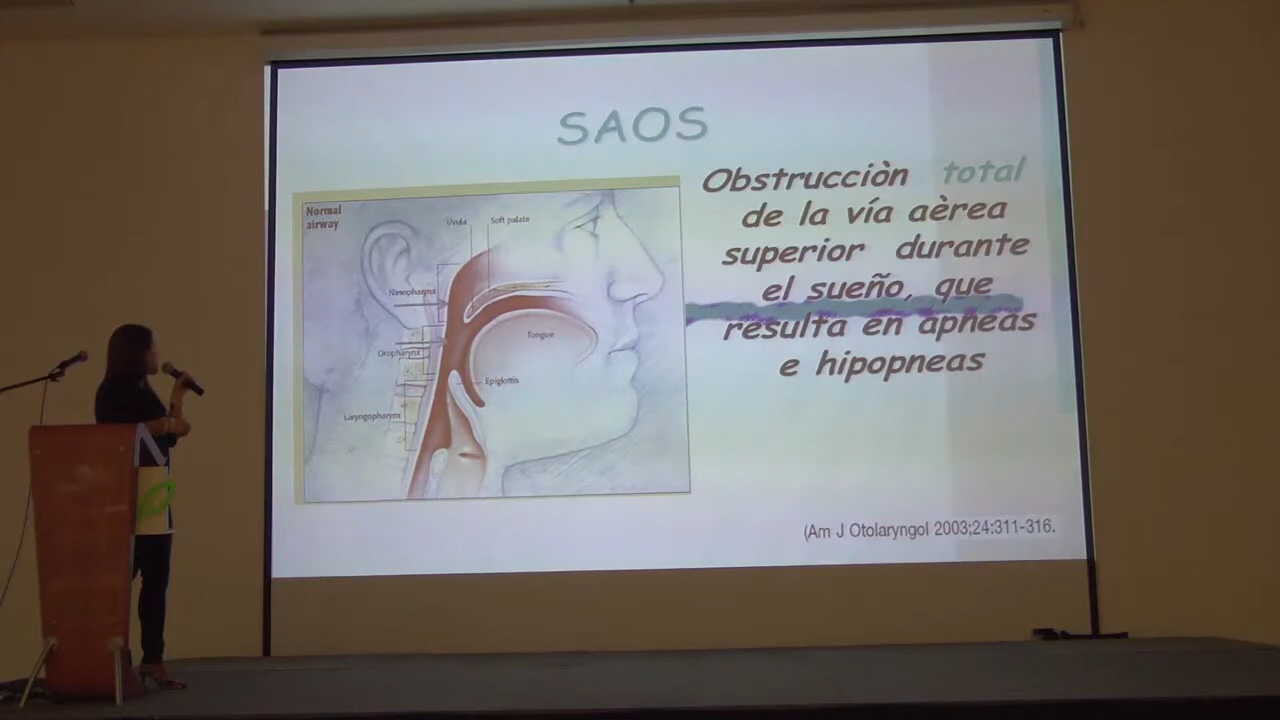 SAOS
Normal
airway
Uvula
Soft palate
Nasopharynx
Tongue
Oropharynx
Epiglottis
Laryogopharynx
Obstrucciòn total
de la vía aèrea
superior durante
el sueño, que
resulta en apneas
e hipopneas
(Am J Otolaryngol 2003;24:311-316.